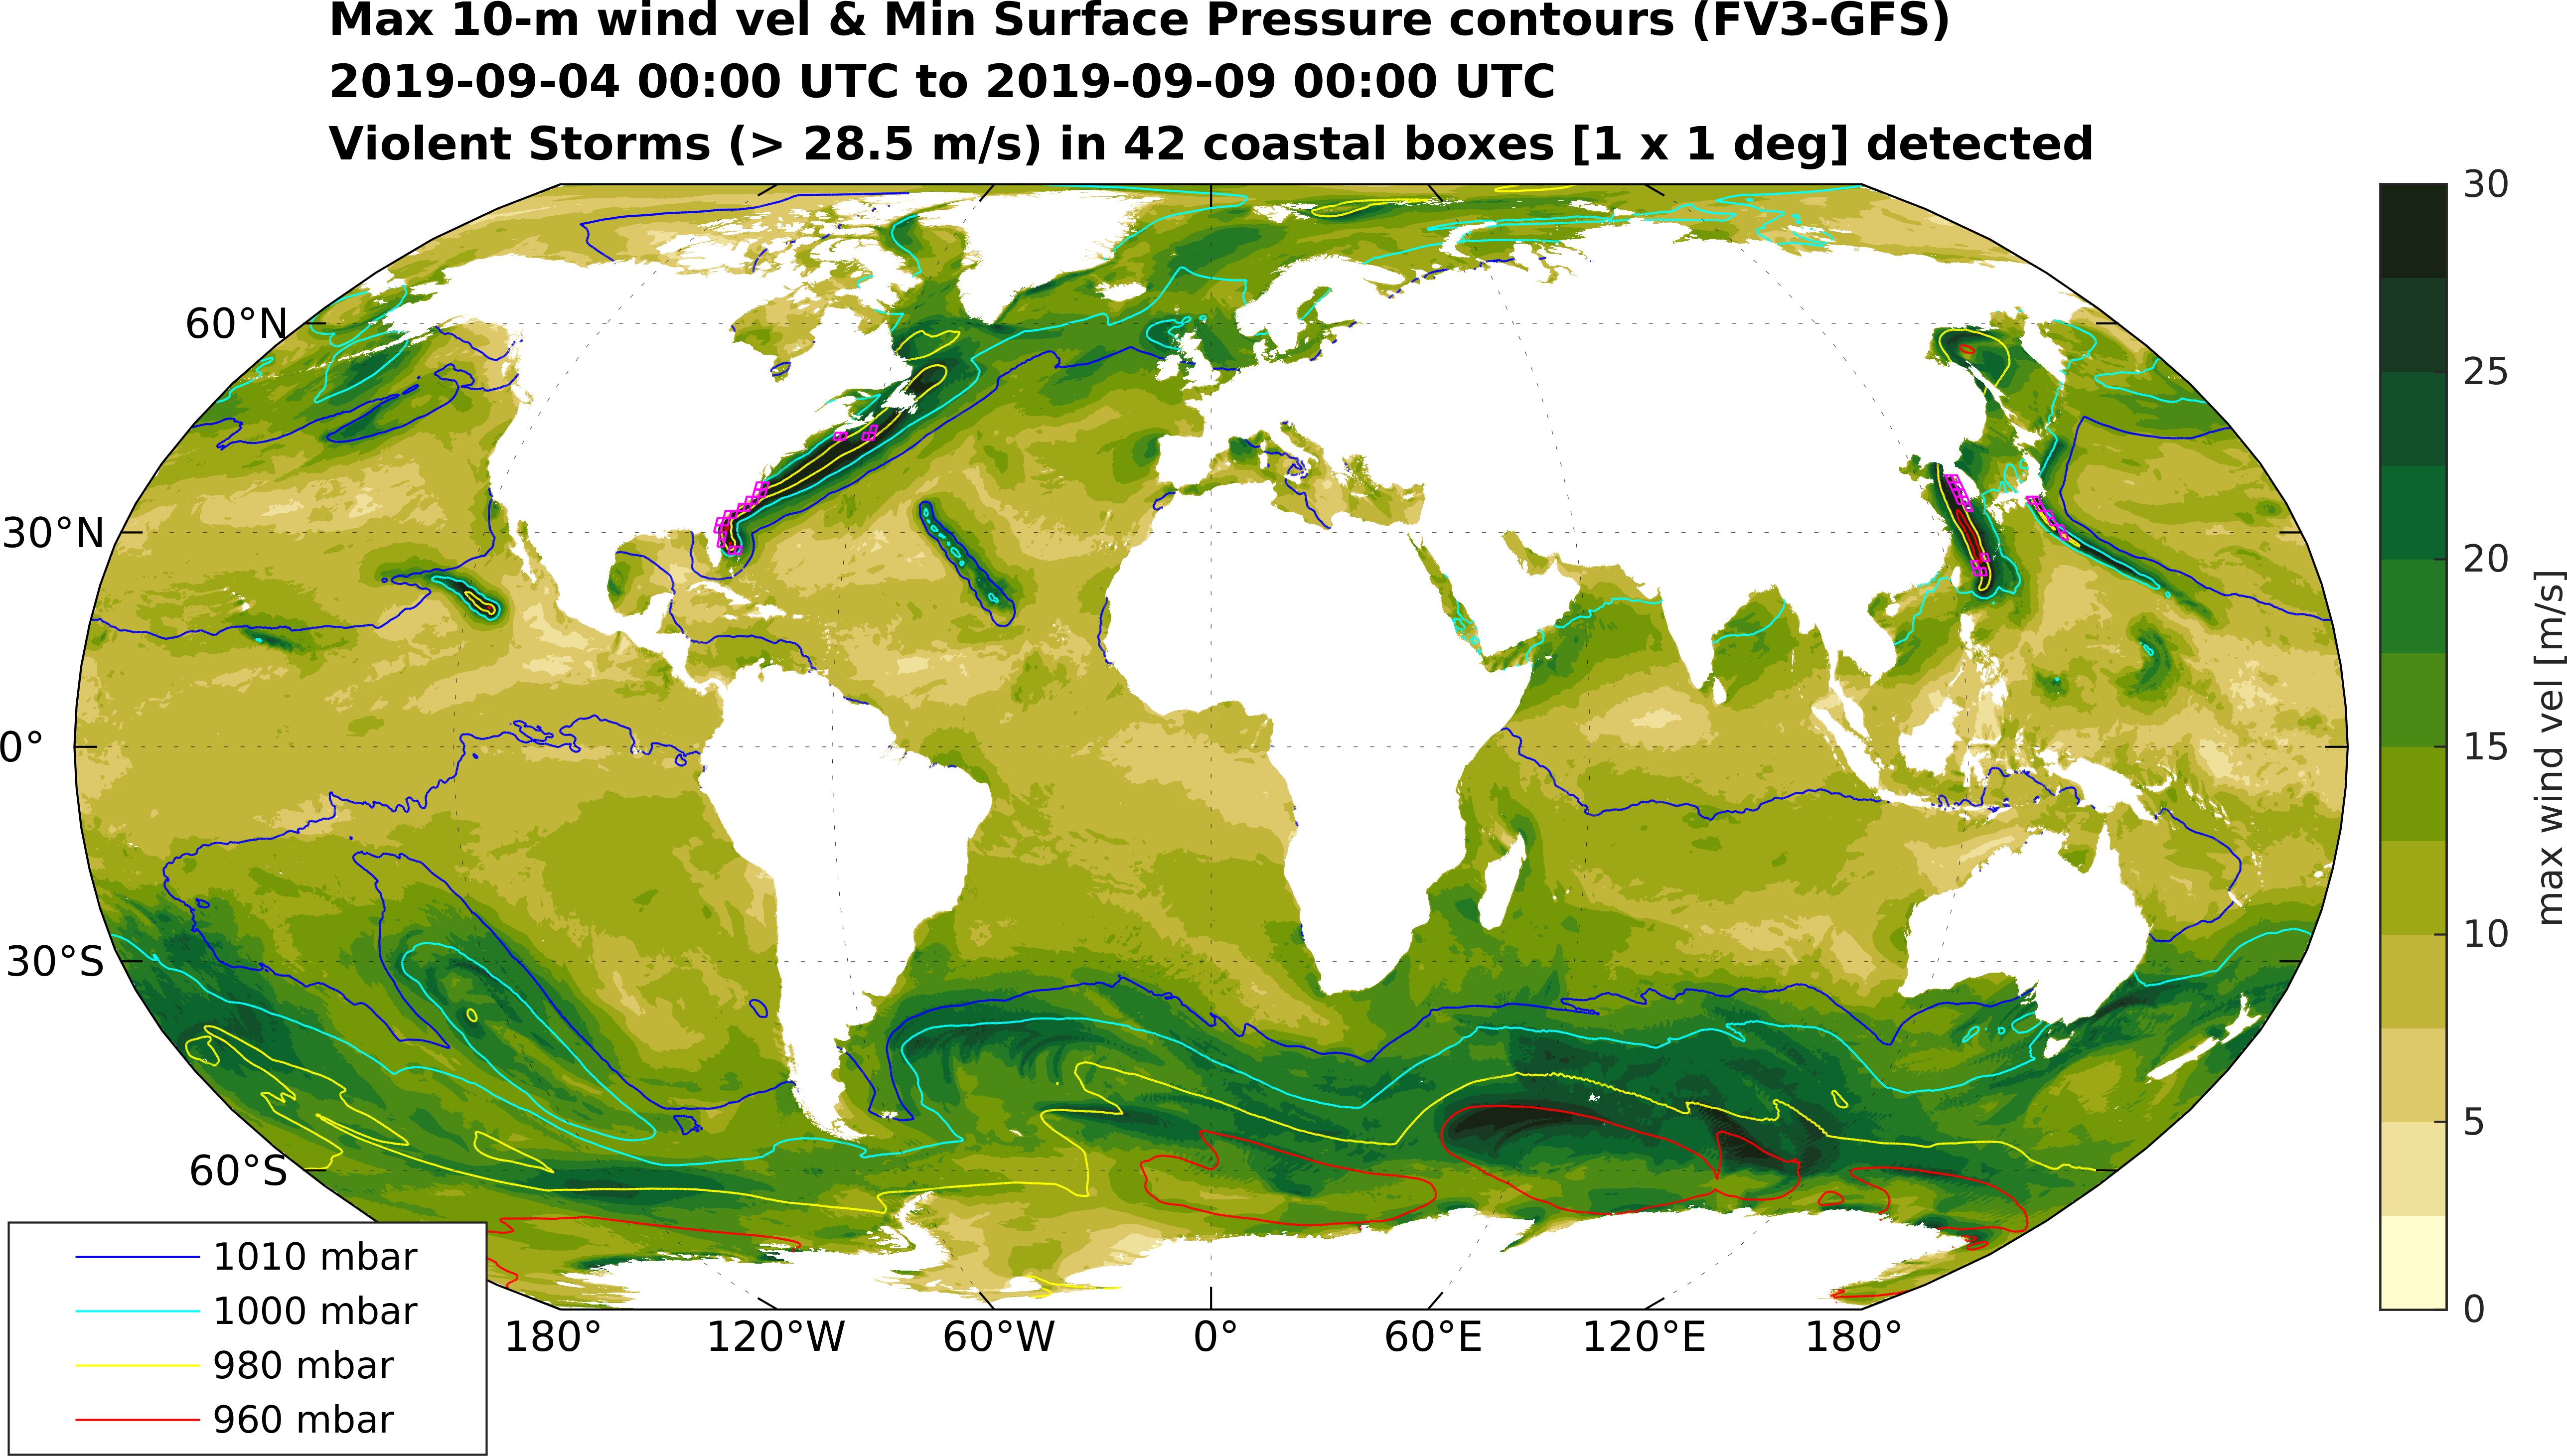 Max 10-m wind vel & Min Surface Pressure contours (FV3-GFS)
2019-09-04 00:00 UTC to 2019-09-09 00:00 UTC
Violent Storms (> 28.5 m/s) in 42 coastal boxes [1 x 1 deg] detected
60°N
30°N
0°
30°S
60°S
180°
120°W
60°W
0°
60°E
120°E
180°
1010 mbar
1000 mbar
980 mbar
960 mbar
30
25
20
15
10
5
0
max wind vel [m/s]